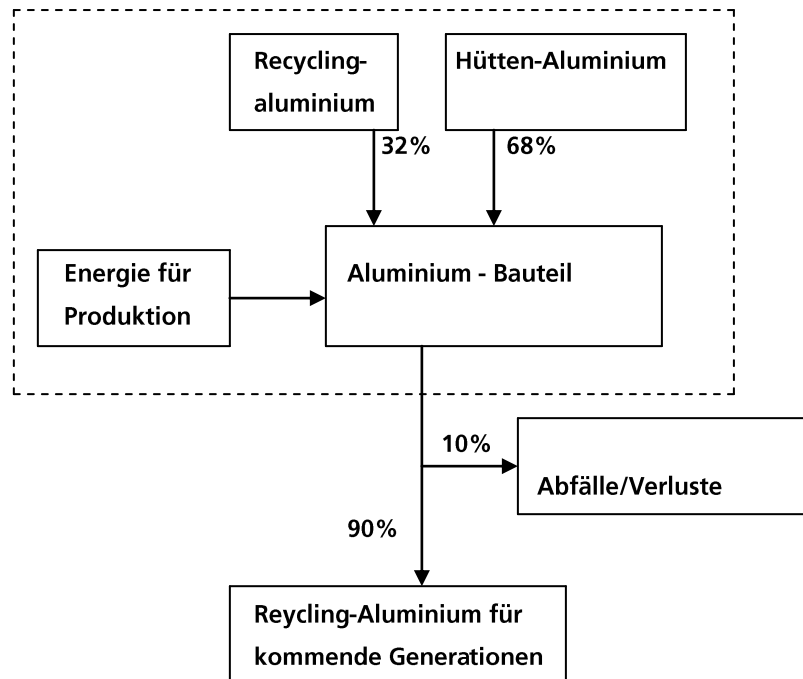 Recycling-
aluminium
Hütten-Aluminium
32%
68%
Energie für
Produktion
Aluminium - Bauteil
10%
Abfälle/Verluste
90%
Reycling-Aluminium für
kommende Generationen